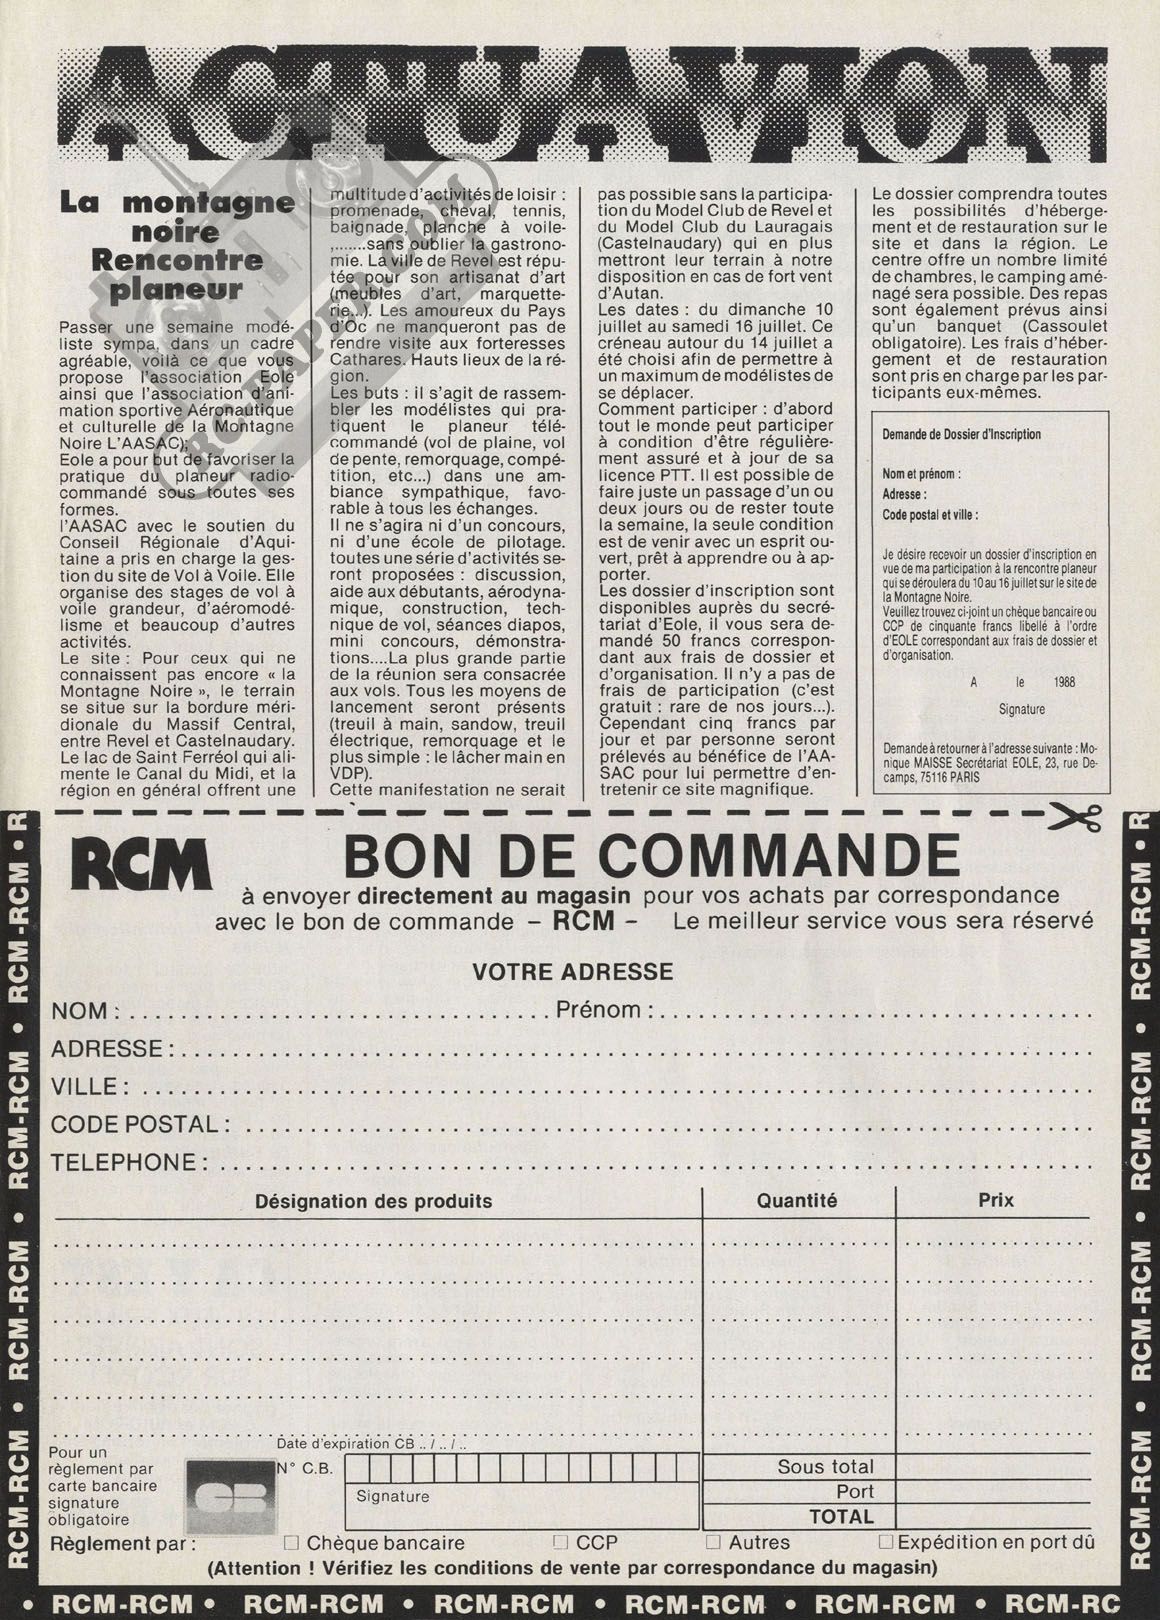 ACTUAVION
La montagne
noire
Rencontre
planeur
Passer une semaine modé-
liste sympa, dans un cadre
agréable, voilà ce que vous
propose l'association Eole
ainsi que l'association d'ani-
mation sportive Aéronautique
et culturelle de la Montagne
Noire L'AASAC);
Eole a pour but de favoriser la
pratique du planeur radio-
commandé sous toutes ses
formes.
l'AASAC avec le soutien du
Conseil Régionale d'Aqui-
taine a pris en charge la ges-
tion du site de Vol à Voile. Elle
organise des stages de vol à
voile grandeur, d'aéromodé-
lisme et beaucoup d'autres
activités.
Le site : Pour ceux qui ne
connaissent pas encore « la
Montagne Noire », le terrain
se situe sur la bordure méri-
dionale du Massif Central,
entre Revel et Castelnaudary.
Le lac de Saint Ferréol qui ali-
mente le Canal du Midi, et la
région en général offrent une
multitude d'activités de loisir :
promenade, cheval, tennis,
baignade, planche à voile-
,.......sans oublier la gastrono-
mie. La ville de Revel est répu-
tée pour son artisanat d'art
(meubles d'art, marquette-
rie...). Les amoureux du Pays
d'Oc ne manqueront pas de
rendre visite aux forteresses
Cathares. Hauts lieux de la ré-
gion.
Les buts : il s'agit de rassem-
bler les modélistes qui pra-
tiquent le planeur télé-
commandé (vol de plaine, vol
de pente, remorquage, compé-
tition, etc...) dans une am-
biance sympathique, favo-
rable à tous les échanges.
Il ne s'agira ni d'un concours,
ni d'une école de pilotage.
toutes une série d'activités se-
ront proposées : discussion,
aide aux débutants, aérodyna-
mique, construction, tech-
nique de vol, séances diapos,
mini concours, démonstra-
tions....La plus grande partie
de la réunion sera consacrée
aux vols. Tous les moyens de
lancement seront présents
(treuil à main, sandow, treuil
électrique, remorquage et le
plus simple : le lâcher main en
VDP).
Cette manifestation ne serait
pas possible sans la participa-
tion du Model Club de Revel et
du Model Club du Lauragais
(Castelnaudary) qui en plus
mettront leur terrain à notre
disposition en cas de fort vent
d'Autan.
Les dates : du dimanche 10
juillet au samedi 16 juillet. Ce
créneau autour du 14 juillet a
été choisi afin de permettre à
un maximum de modélistes de
se déplacer.
Comment participer : d'abord
tout le monde peut participer
à condition d'être régulière-
ment assuré et à jour de sa
licence PTT. Il est possible de
faire juste un passage d'un ou
deux jours ou de rester toute
la semaine, la seule condition
est de venir avec un esprit ou-
vert, prêt à apprendre ou à ap-
porter.
Les dossier d'inscription sont
disponibles auprès du secré-
tariat d'Eole, il vous sera de-
mandé 50 francs correspon-
dant aux frais de dossier et
d'organisation. Il n'y a pas de
frais de participation (c'est
gratuit : rare de nos jours...).
Cependant cinq francs par
jour et par personne seront
prélevés au bénéfice de l'AA-
SAC pour lui permettre d'en-
tretenir ce site magnifique.
Le dossier comprendra toutes
les possibilités d'héberge-
ment et de restauration sur le
site et dans la région. Le
centre offre un nombre limité
de chambres, le camping amé-
nagé sera possible. Des repas
sont également prévus ainsi
qu'un banquet (Cassoulet
obligatoire). Les frais d'héber-
gement et de restauration
sont pris en charge par les par-
ticipants eux-mêmes.
Demande de Dossier d'Inscription
Nom et prénom :
Adresse :
Code postal et ville :
Je désire recevoir un dossier d'inscription en
vue de ma participation à la rencontre planeur
qui se déroulera du 10 au 16 juillet sur le site de
la Montagne Noire.
Veuillez trouvez ci-joint un chèque bancaire ou
CCP de cinquante francs libellé à l'ordre
d'EOLE correspondant aux frais de dossier et
d'organisation.
A le 1988
Signature
Demande à retourner à l'adresse suivante : Mo-
nique MAISSE Secrétariat EOLE, 23, rue De-
camps, 75116 PARIS
RC-PAPER.COM
RCM
BON DE COMMANDE
à envoyer directement au magasin pour vos achats par correspondance
avec le bon de commande – RCM – Le meilleur service vous sera réservé
VOTRE ADRESSE
NOM : Prénom :
ADRESSE :
VILLE :
CODE POSTAL :
TELEPHONE :
Désignation des produits Quantité Prix
Date d'expiration CB .. / .. / ..
Pour un
règlement par
carte bancaire
signature
obligatoire
CB
N° C.B.
Signature
Sous total
Port
TOTAL
Règlement par : □ Chèque bancaire □ CCP □ Autres □ Expédition en port dû
(Attention ! Vérifiez les conditions de vente par correspondance du magasin)
RCM-RCM • RCM-RCM • RCM-RCM • RCM-RCM • R
RCM-RCM • RCM-RCM • RCM-RCM • RCM-RCM • R
• RCM-RCM • RCM-RCM • RCM-RCM • RCM-RCM • RCM-RCM • RCM-RC